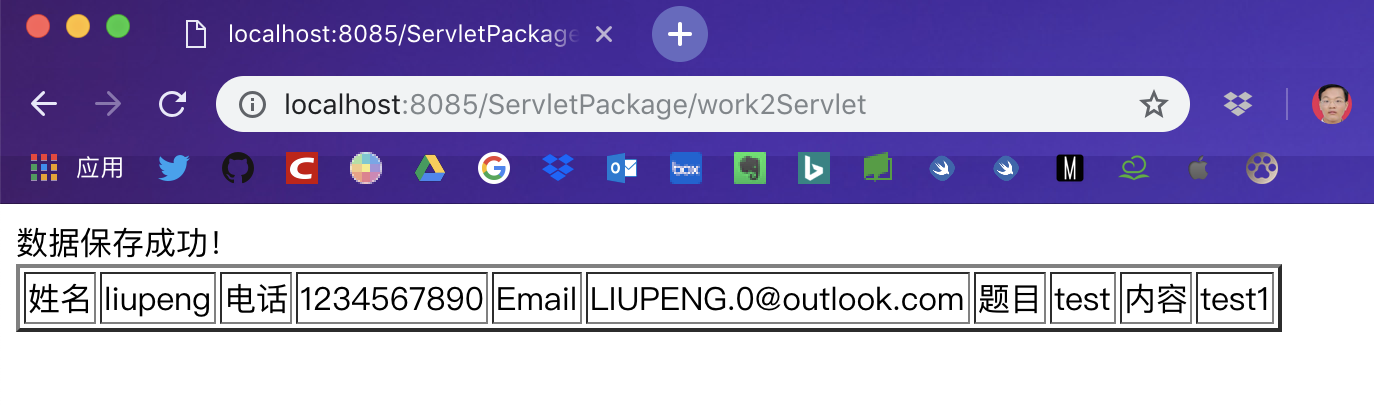 localhost:8085/ServletPackage
localhost:8085/ServletPackage/work2Servlet
应用
box
M
数据保存成功！
姓名 liupeng 电话 1234567890 Email LIUPENG.0@outlook.com 题目 test 内容 test1